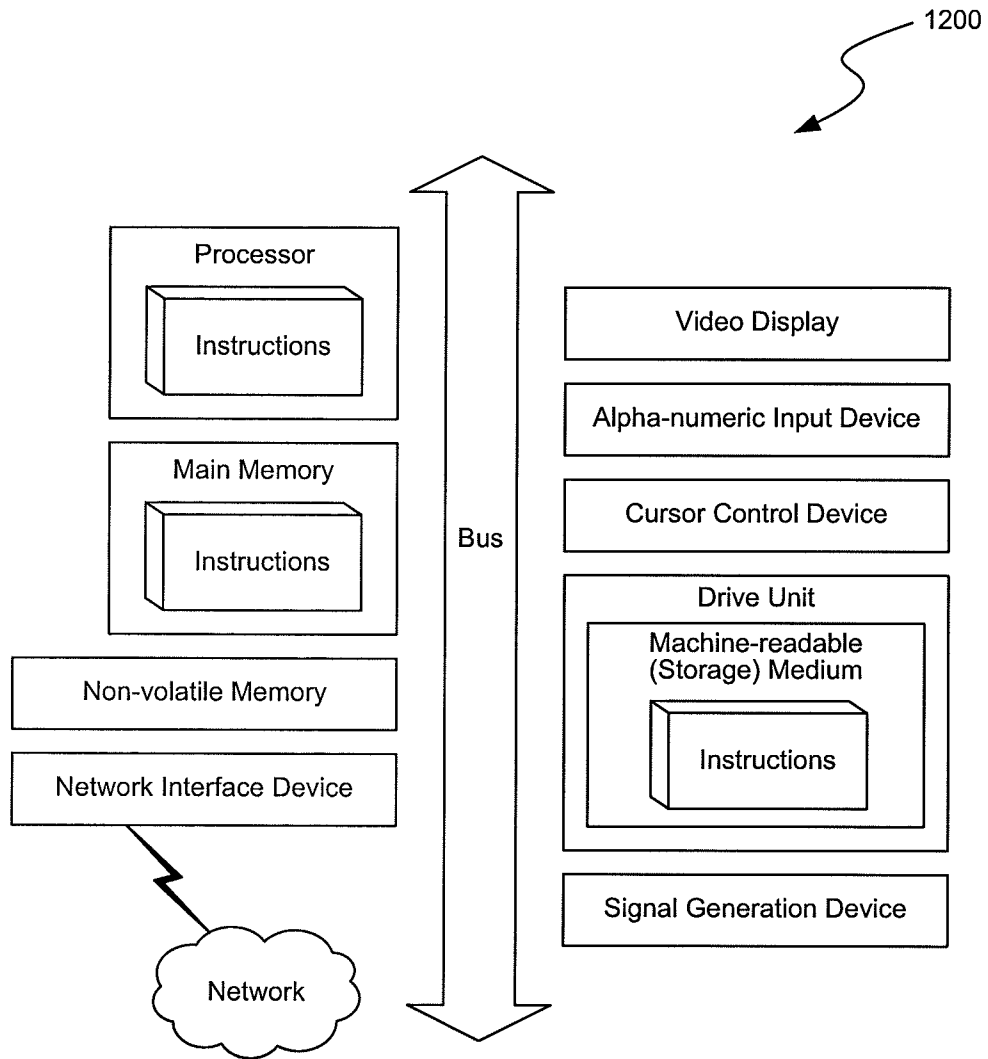 1200
Processor
Instructions
Main Memory
Instructions
Non-volatile Memory
Network Interface Device
Network
Bus
Video Display
Alpha-numeric Input Device
Cursor Control Device
Drive Unit
Machine-readable
(Storage) Medium
Instructions
Signal Generation Device